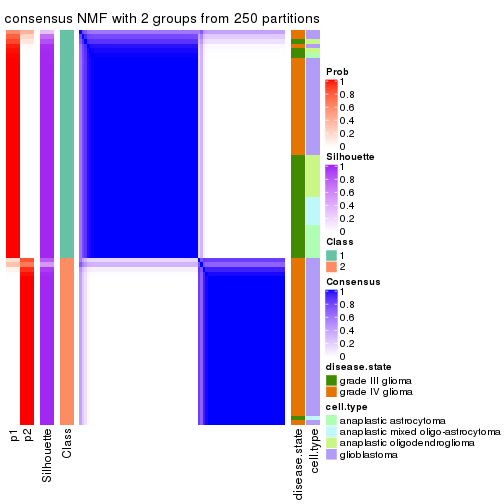 consensus NMF with 2 groups from 250 partitions
Prob
1
0.8
0.6
0.4
0.2
0
Silhouette
1
0.8
0.6
0.4
0.2
0
Class
1
2
Consensus
1
0.8
0.6
0.4
0.2
0
disease.state
grade III glioma
grade IV glioma
cell.type
anaplastic astrocytoma
anaplastic mixed oligo-astrocytoma
anaplastic oligodendroglioma
glioblastoma
p1
p2
Silhouette
Class
disease.state
cell.type